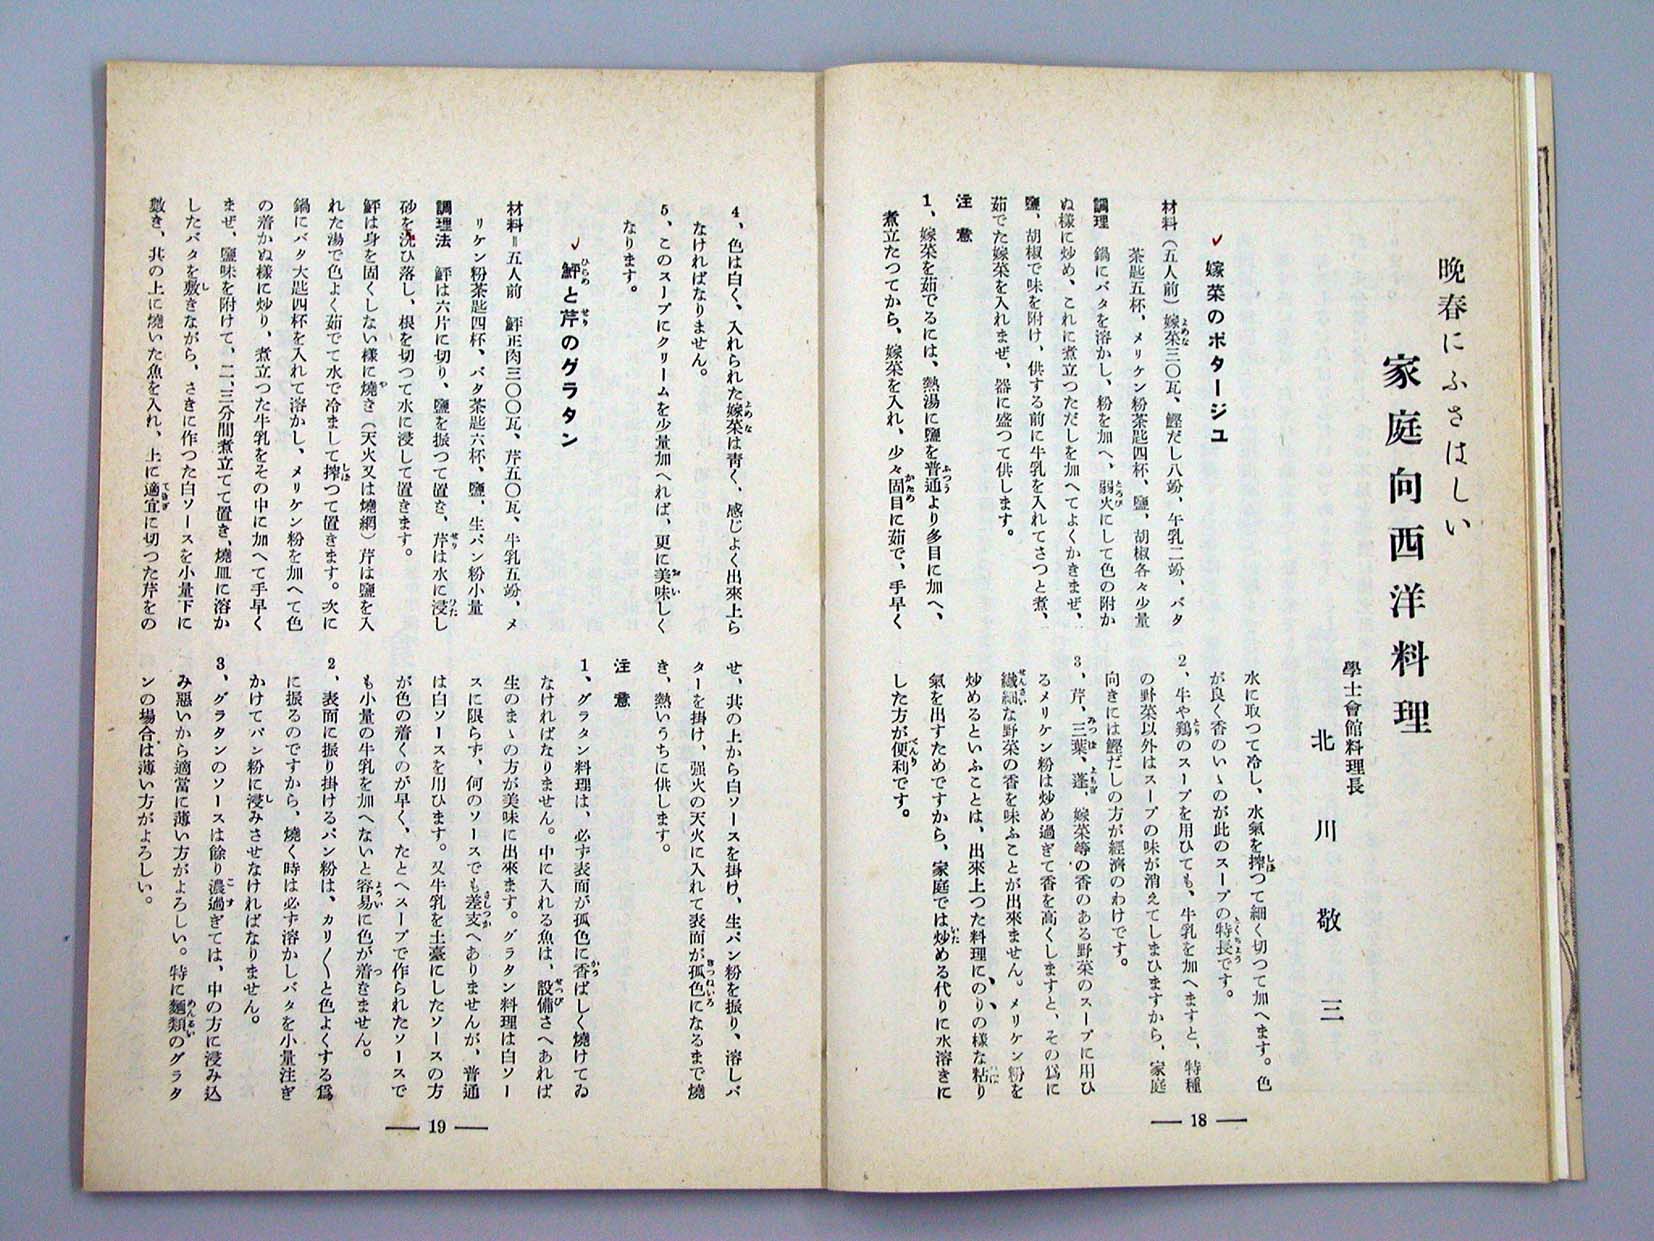 晩春にふさはしい
家庭向西洋料理
學士會館料理長
北川敬三
嫁菜のポタージユ
材料(五人前)嫁菜三〇瓦、鰹だし八竕、牛乳二竕、バタ
茶匙五杯、メリケン粉茶匙四杯、鹽、胡椒各々少量
調理 鍋にバタを溶かし、粉を加へ、弱火にして色の附か
ぬ樣に炒め、これに煮立つただしを加へてよくかきまぜ、
鹽、胡椒で味を附け、供する前に牛乳を入れてさつと煮、
茹でた嫁菜を入れまぜ、器に盛つて供します。
注意
1、嫁菜を茹でるには、熱湯に鹽を普通より多目に加へ、
煮立たつてから、嫁菜を入れ、少々固目に茹で、手早く
水に取つて冷し、水氣を搾つて細く切つて加へます。色
が良く香のいゝのが此のスープの特長です。
2、牛や鷄のスープを用ひても、牛乳を加へますと、特種
の野菜以外はスープの味が消えてしまひますから、家庭
向きには鰹だしの方が經濟のわけです。
3、芹、三葉、蓬、嫁菜等の香のある野菜のスープに用ひ
るメリケン粉は炒め過ぎて香を高くしますと、その爲に
纖細な野菜の香を味ふことが出來ません。メリケン粉を
炒めるといふことは、出來上つた料理にのりの樣な粘り
氣を出すためですから、家庭では炒める代りに水溶きに
した方が便利です。
— 18 —
4、色は白く、入れられた嫁菜は靑く、感じよく出來上ら
なければなりません。
5、このスープにクリームを少量加へれば、更に美味しく
なります。
鮃と芹のグラタン
材料=五人前 鮃正肉三〇〇瓦、芹五〇瓦、牛乳五竕、メ
リケン粉茶匙四杯、バタ茶匙六杯、鹽、生パン粉小量
調理法 鮃は六片に切り、鹽を振つて置き、芹は水に浸し
砂を洗ひ落し、根を切つて水に浸して置きます。
鮃は身を固くしない樣に燒き(天火又は燒網)芹は鹽を入
れた湯で色よく茹でて水で冷まして搾つて置きます。次に
鍋にバタ大匙四杯を入れて溶かし、メリケン粉を加へて色
の着かぬ樣に炒り、煮立つた牛乳をその中に加へて手早く
まぜ、鹽味を附けて、二、三分間煮立てて置き、燒皿に溶か
したバタを敷きながら、さきに作つた白ソースを小量下に
敷き、其の上に燒いた魚を入れ、上に適宜に切つた芹をの
せ、其の上から白ソースを掛け、生パン粉を振り、溶しバ
ターを掛け、强火の天火に入れて表面が狐色になるまで燒
き、熱いうちに供します。
注意
1、グラタン料理は、必ず表面が狐色に香ばしく燒けてゐ
なければなりません。中に入れる魚は、設備さへあれば
生のまゝの方が美味に出來ます。グラタン料理は白ソー
スに限らず、何のソースでも差支へありませんが、普通
は白ソースを用ひます。又牛乳を土臺にしたソースの方
が色の着くのが早く、たとへスープで作られたソースで
も小量の牛乳を加へないと容易に色が着きません。
2、表面に振り掛けるパン粉は、カリ〳〵と色よくする爲
に振るのですから、燒く時は必ず溶かしバタを小量注ぎ
かけてパン粉に浸みさせなければなりません。
3、グラタンのソースは餘り濃過ぎては、中の方に浸み込
み惡いから適當に薄い方がよろしい。特に麵類のグラタ
ンの場合は薄い方がよろしい。
— 19 —